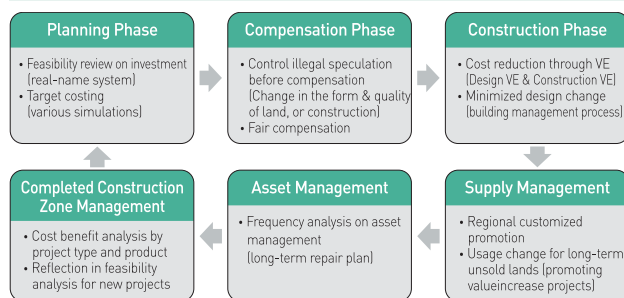 Planning Phase
• Feasibility review on investment
(real-name system)
• Target costing
(various simulations)
Compensation Phase
• Control illegal speculation
before compensation
(Change in the form & quality
of land, or construction)
• Fair compensation
Construction Phase
• Cost reduction through VE
(Design VE & Construction VE)
• Minimized design change
(building management process)
Supply Management
• Regional customized
promotion
• Usage change for long-term
unsold lands (promoting
valueincrease projects)
Asset Management
• Frequency analysis on asset
management
(long-term repair plan)
Completed Construction
Zone Management
• Cost benefit analysis by
project type and product
• Reflection in feasibility
analysis for new projects